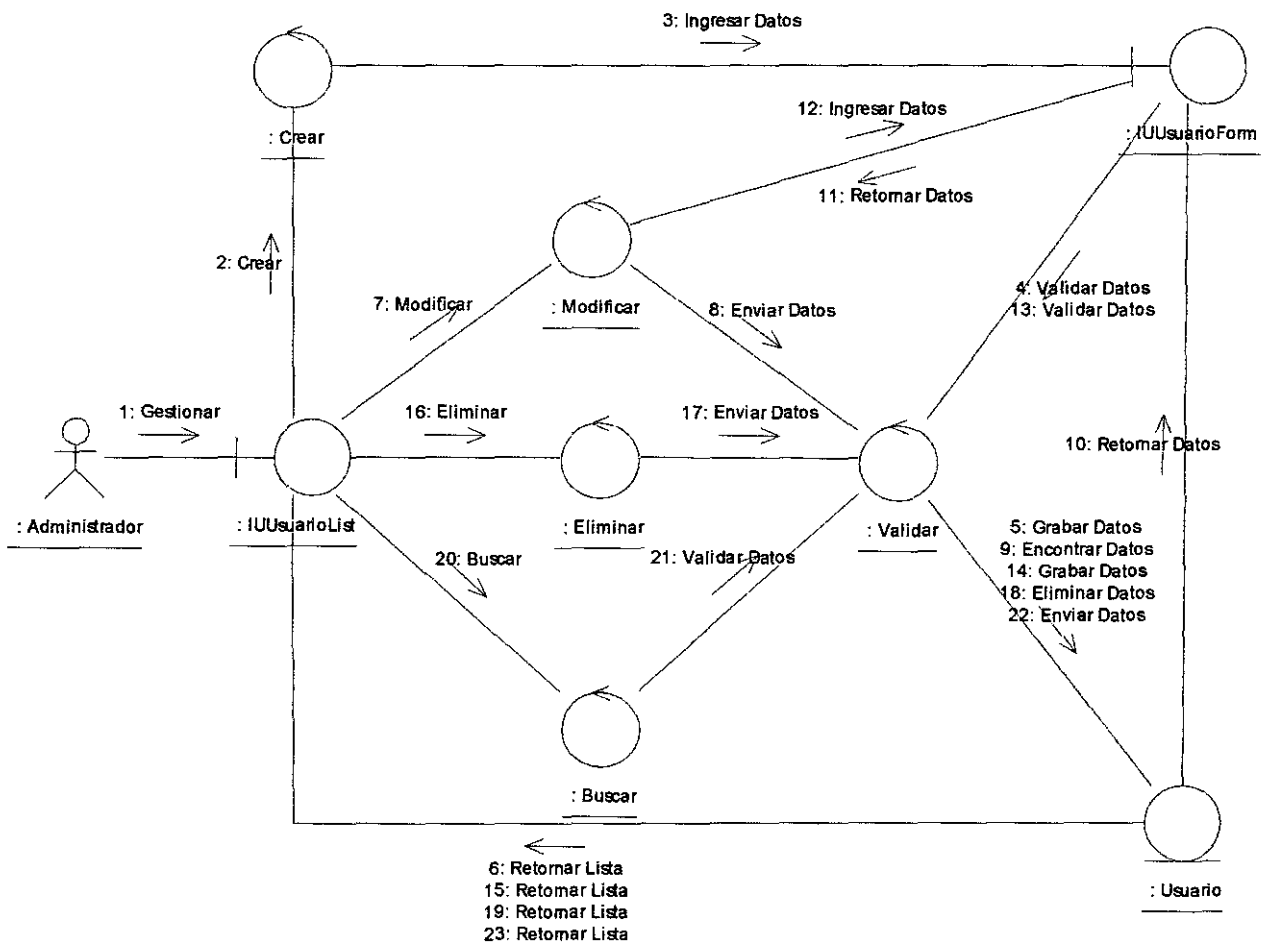 3: Ingresar Datos
: Crear
12: Ingresar Datos
: IUUsuarioForm
11: Retornar Datos
2: Crear
7: Modificar
: Modificar
8: Enviar Datos
4: Validar Datos
13: Validar Datos
1: Gestionar
16: Eliminar
17: Enviar Datos
10: Retornar Datos
: Administrador
: IUUsuarioList
: Eliminar
: Validar
5: Grabar Datos
9: Encontrar Datos
14: Grabar Datos
18: Eliminar Datos
22: Enviar Datos
20: Buscar
21: Validar Datos
: Buscar
6: Retornar Lista
15: Retornar Lista
19: Retornar Lista
23: Retornar Lista
: Usuario